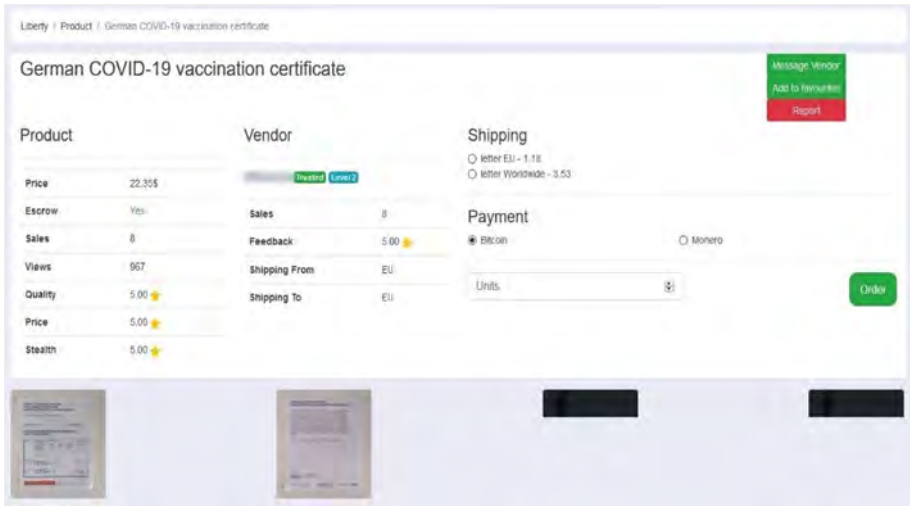 Liberty / Product / German COVID-19 vaccination certificate
German COVID-19 vaccination certificate
Message Vendor
Add to favourites
Report
Product
Price 22,35$
Escrow Yes
Sales 8
Views 967
Quality 5.00
Price 5.00
Stealth 5.00
Vendor
Trusted Level 2
Sales 8
Feedback 5.00
Shipping From EU
Shipping To EU
Shipping
letter EU - 1.18
letter Worldwide - 3.53
Payment
Bitcoin Monero
Units
Order